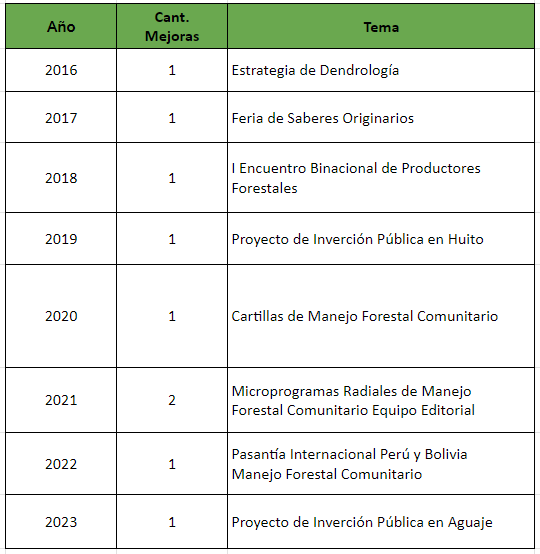 Año Cant. Mejoras Tema
2016 1 Estrategia de Dendrología
2017 1 Feria de Saberes Originarios
2018 1 I Encuentro Binacional de Productores
Forestales
2019 1 Proyecto de Inverción Pública en Huito
2020 1 Cartillas de Manejo Forestal Comunitario
2021 2 Microprogramas Radiales de Manejo
Forestal Comunitario Equipo Editorial
2022 1 Pasantía Internacional Perú y Bolivia
Manejo Forestal Comunitario
2023 1 Proyecto de Inverción Pública en Aguaje